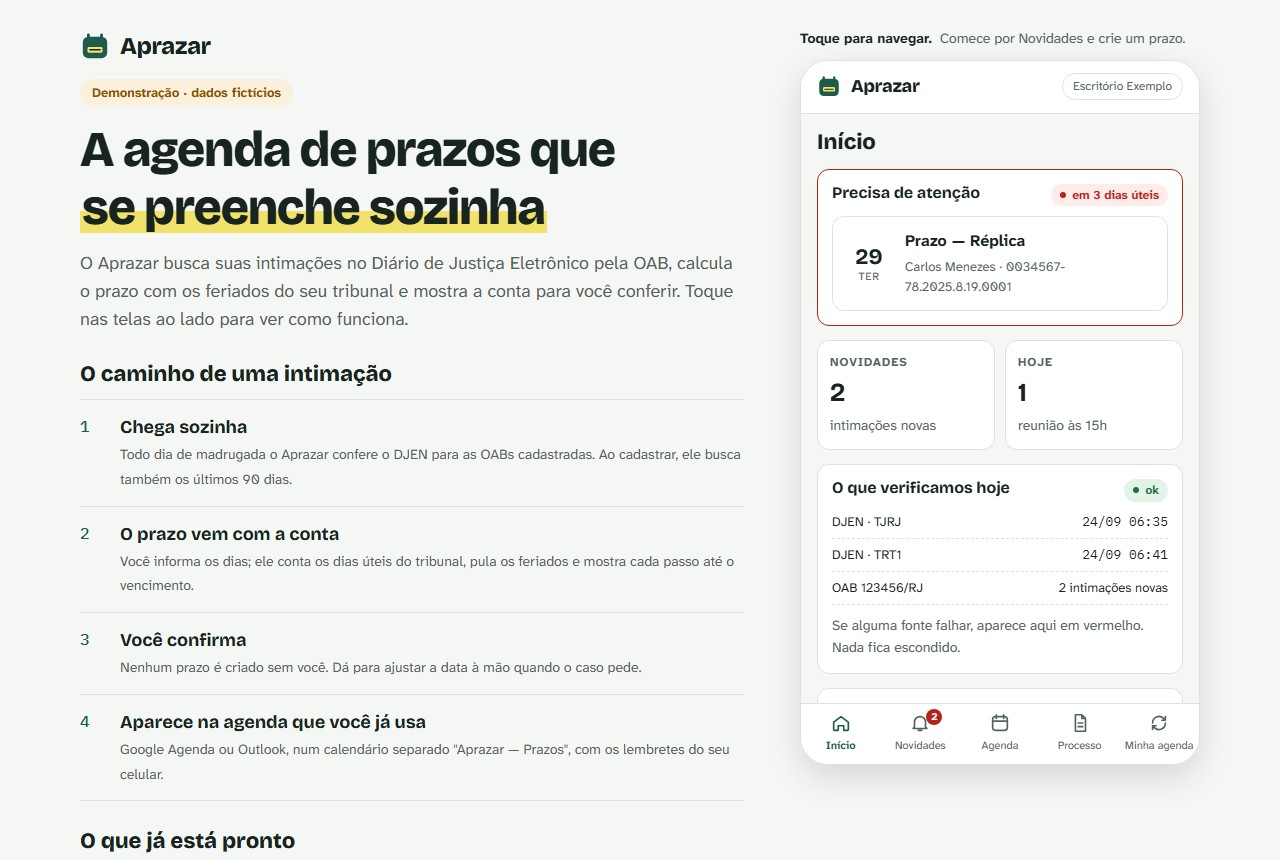 Aprazar
Demonstração · dados fictícios
A agenda de prazos que
se preenche sozinha
O Aprazar busca suas intimações no Diário de Justiça Eletrônico pela OAB, calcula
o prazo com os feriados do seu tribunal e mostra a conta para você conferir. Toque
nas telas ao lado para ver como funciona.
O caminho de uma intimação
1 Chega sozinha
Todo dia de madrugada o Aprazar confere o DJEN para as OABs cadastradas. Ao cadastrar, ele busca
também os últimos 90 dias.
2 O prazo vem com a conta
Você informa os dias; ele conta os dias úteis do tribunal, pula os feriados e mostra cada passo até o
vencimento.
3 Você confirma
Nenhum prazo é criado sem você. Dá para ajustar a data à mão quando o caso pede.
4 Aparece na agenda que você já usa
Google Agenda ou Outlook, num calendário separado "Aprazar — Prazos", com os lembretes do seu
celular.
O que já está pronto
Toque para navegar. Comece por Novidades e crie um prazo.
Aprazar Escritório Exemplo
Início
Precisa de atenção em 3 dias úteis
29
TER
Prazo — Réplica
Carlos Menezes · 0034567-
78.2025.8.19.0001
NOVIDADES
2
intimações novas
HOJE
1
reunião às 15h
O que verificamos hoje ok
DJEN · TJRJ 24/09 06:35
DJEN · TRT1 24/09 06:41
OAB 123456/RJ 2 intimações novas
Se alguma fonte falhar, aparece aqui em vermelho.
Nada fica escondido.
2
Início Novidades Agenda Processo Minha agenda